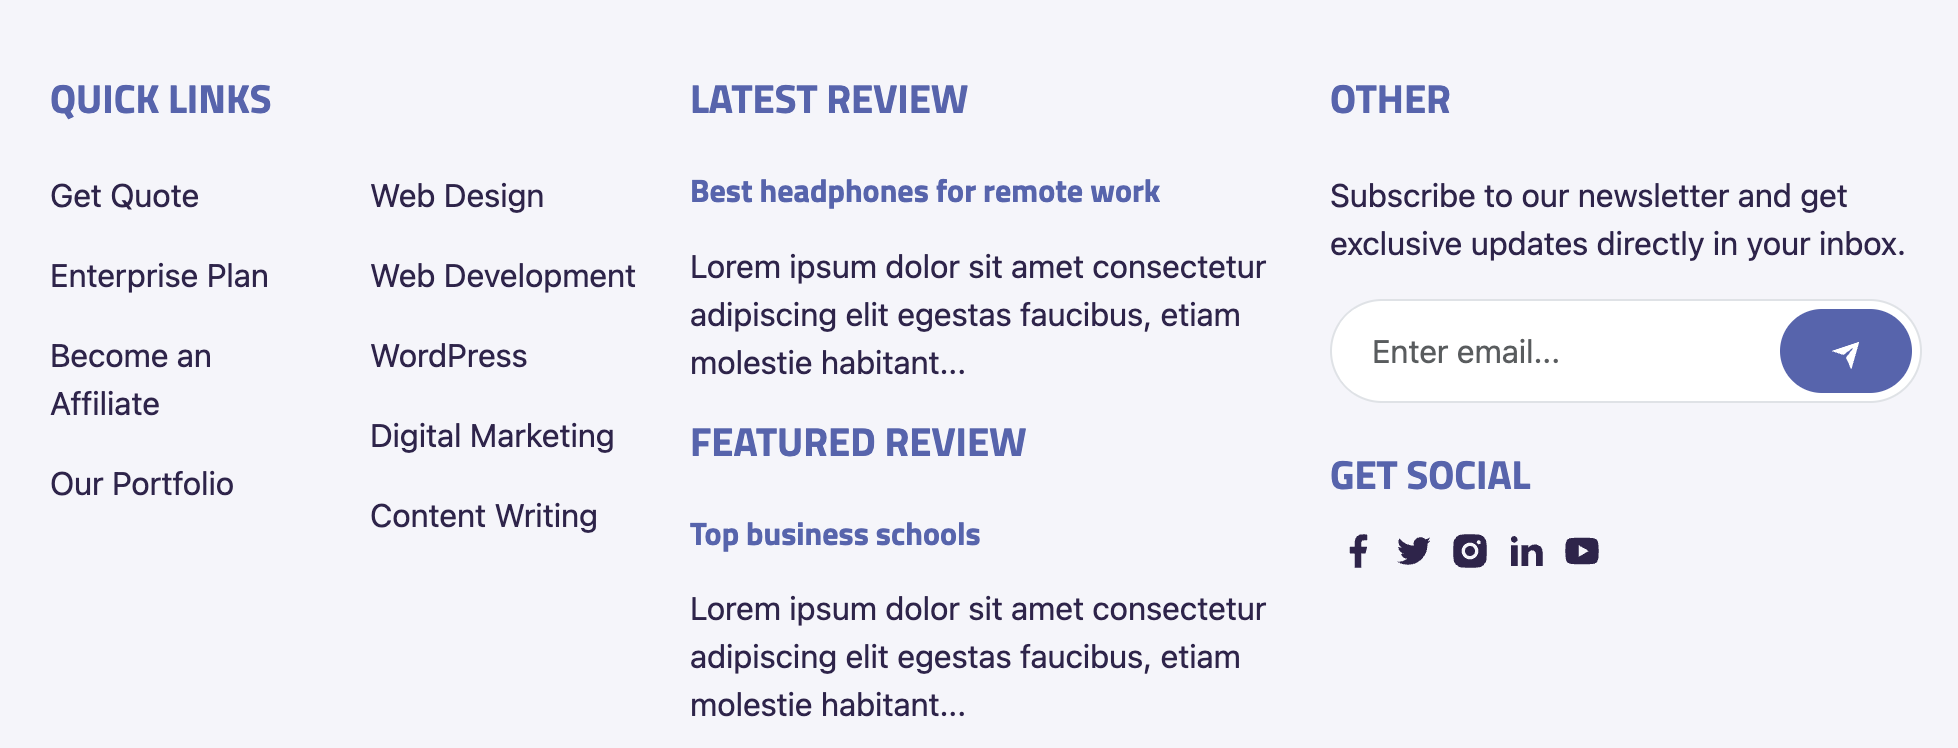 QUICK LINKS
Get Quote
Enterprise Plan
Become an
Affiliate
Our Portfolio
Web Design
Web Development
WordPress
Digital Marketing
Content Writing
LATEST REVIEW
Best headphones for remote work
Lorem ipsum dolor sit amet consectetur
adipiscing elit egestas faucibus, etiam
molestie habitant...
FEATURED REVIEW
Top business schools
Lorem ipsum dolor sit amet consectetur
adipiscing elit egestas faucibus, etiam
molestie habitant...
OTHER
Subscribe to our newsletter and get
exclusive updates directly in your inbox.
Enter email...
GET SOCIAL